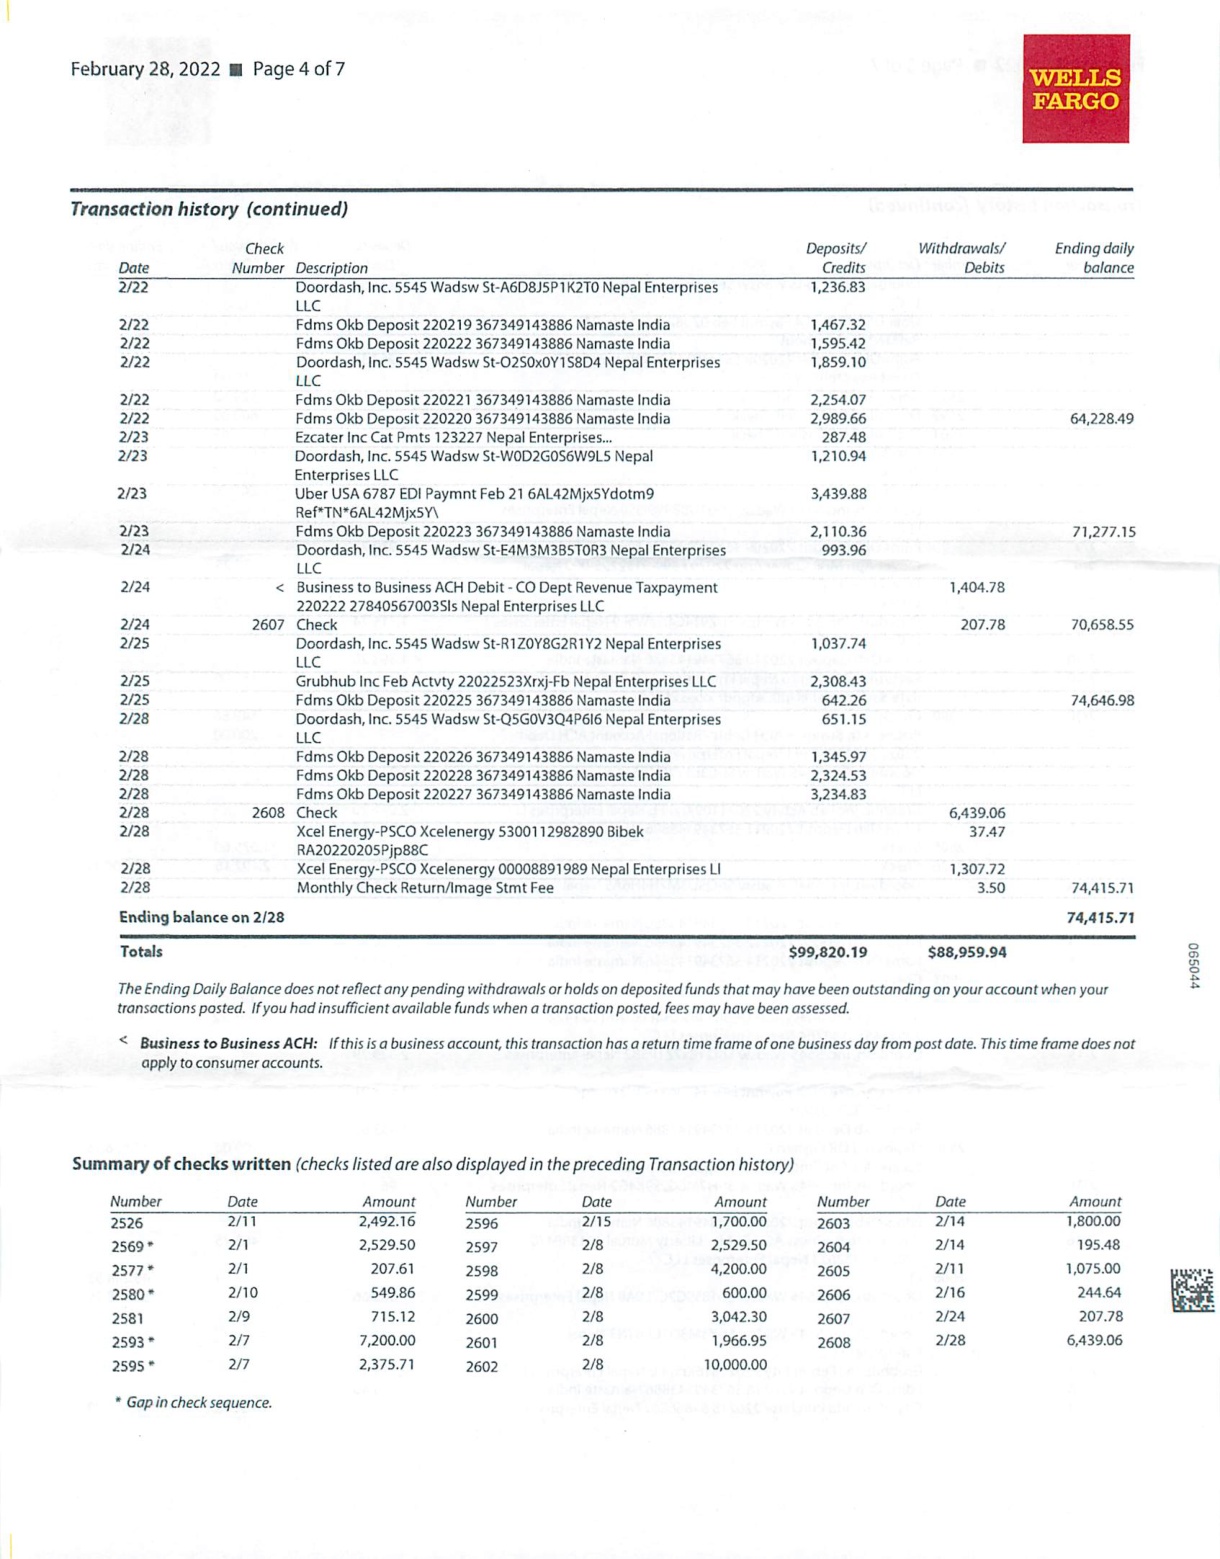 February 28, 2022 ■ Page 4 of 7
WELLS
FARGO
Transaction history (continued)
Check Deposits/ Withdrawals/ Ending daily
Date Number Description Credits Debits balance
2/22 Doordash, Inc. 5545 Wadsw St-A6D8J5P1K2T0 Nepal Enterprises 1,236.83
LLC
2/22 Fdms Okb Deposit 220219 367349143886 Namaste India 1,467.32
2/22 Fdms Okb Deposit 220222 367349143886 Namaste India 1,595.42
2/22 Doordash, Inc. 5545 Wadsw St-O2S0x0Y1S8D4 Nepal Enterprises 1,859.10
LLC
2/22 Fdms Okb Deposit 220221 367349143886 Namaste India 2,254.07
2/22 Fdms Okb Deposit 220220 367349143886 Namaste India 2,989.66 64,228.49
2/23 Ezcater Inc Cat Pmts 123227 Nepal Enterprises... 287.48
2/23 Doordash, Inc. 5545 Wadsw St-W0D2G0S6W9L5 Nepal 1,210.94
Enterprises LLC
2/23 Uber USA 6787 EDI Paymnt Feb 21 6AL42Mjx5Ydotm9 3,439.88
Ref*TN*6AL42Mjx5Y\
2/23 Fdms Okb Deposit 220223 367349143886 Namaste India 2,110.36 71,277.15
2/24 Doordash, Inc. 5545 Wadsw St-E4M3M3B5T0R3 Nepal Enterprises 993.96
LLC
2/24 < Business to Business ACH Debit - CO Dept Revenue Taxpayment 1,404.78
220222 27840567003Sls Nepal Enterprises LLC
2/24 2607 Check 207.78 70,658.55
2/25 Doordash, Inc. 5545 Wadsw St-R1Z0Y8G2R1Y2 Nepal Enterprises 1,037.74
LLC
2/25 Grubhub Inc Feb Actvty 22022523Xrxj-Fb Nepal Enterprises LLC 2,308.43
2/25 Fdms Okb Deposit 220225 367349143886 Namaste India 642.26 74,646.98
2/28 Doordash, Inc. 5545 Wadsw St-Q5G0V3Q4P6I6 Nepal Enterprises 651.15
LLC
2/28 Fdms Okb Deposit 220226 367349143886 Namaste India 1,345.97
2/28 Fdms Okb Deposit 220228 367349143886 Namaste India 2,324.53
2/28 Fdms Okb Deposit 220227 367349143886 Namaste India 3,234.83
2/28 2608 Check 6,439.06
2/28 Xcel Energy-PSCO Xcelenergy 5300112982890 Bibek 37.47
RA20220205Pjp88C
2/28 Xcel Energy-PSCO Xcelenergy 00008891989 Nepal Enterprises Ll 1,307.72
2/28 Monthly Check Return/Image Stmt Fee 3.50 74,415.71
Ending balance on 2/28 74,415.71
Totals $99,820.19 $88,959.94
The Ending Daily Balance does not reflect any pending withdrawals or holds on deposited funds that may have been outstanding on your account when your
transactions posted. If you had insufficient available funds when a transaction posted, fees may have been assessed.
< Business to Business ACH: If this is a business account, this transaction has a return time frame of one business day from post date. This time frame does not
apply to consumer accounts.
065044
Summary of checks written (checks listed are also displayed in the preceding Transaction history)
Number Date Amount Number Date Amount Number Date Amount
2526 2/11 2,492.16 2596 2/15 1,700.00 2603 2/14 1,800.00
2569 * 2/1 2,529.50 2597 2/8 2,529.50 2604 2/14 195.48
2577 * 2/1 207.61 2598 2/8 4,200.00 2605 2/11 1,075.00
2580 * 2/10 549.86 2599 2/8 600.00 2606 2/16 244.64
2581 2/9 715.12 2600 2/8 3,042.30 2607 2/24 207.78
2593 * 2/7 7,200.00 2601 2/8 1,966.95 2608 2/28 6,439.06
2595 * 2/7 2,375.71 2602 2/8 10,000.00
* Gap in check sequence.